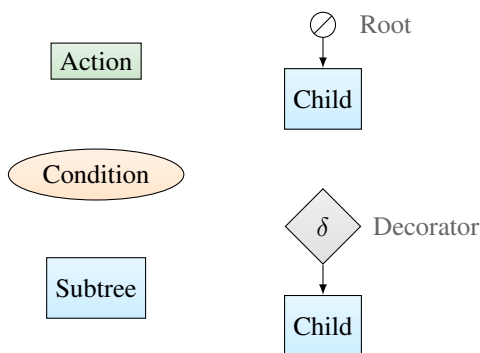 Action
Condition
Subtree
Root
Child
δ
Decorator
Child